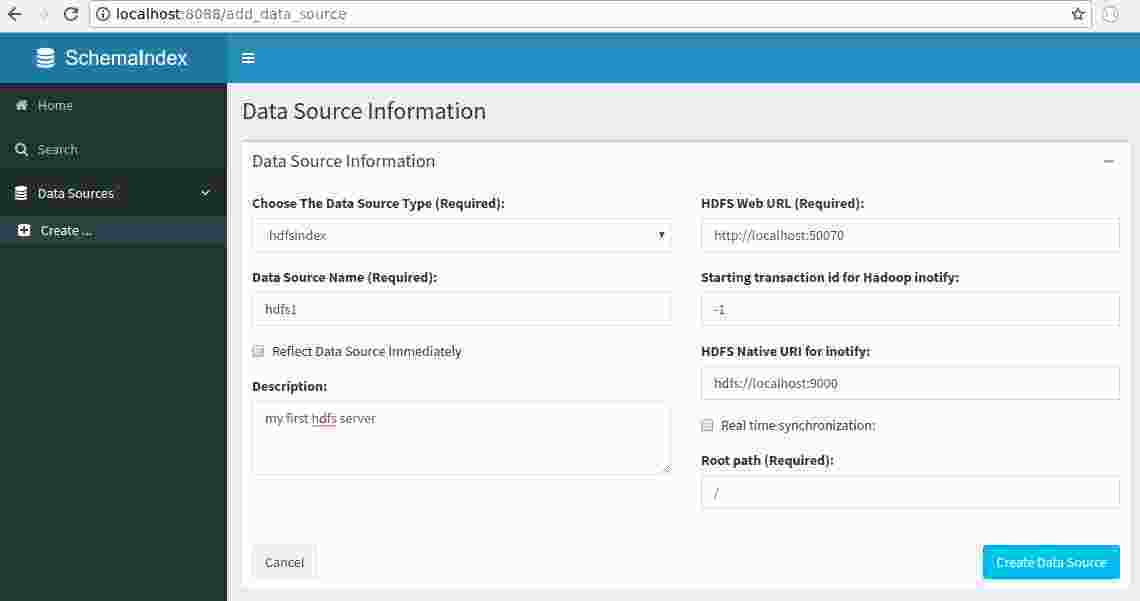 localhost:8088/add_data_source
SchemaIndex
Home
Search
Data Sources
Create ...
Data Source Information
Data Source Information
Choose The Data Source Type (Required):
hdfsindex
Data Source Name (Required):
hdfs1
Reflect Data Source Immediately
Description:
my first hdfs server
HDFS Web URL (Required):
http://localhost:50070
Starting transaction id for Hadoop inotify:
-1
HDFS Native URI for inotify:
hdfs://localhost:9000
Real time synchronization:
Root path (Required):
/
Cancel
Create Data Source